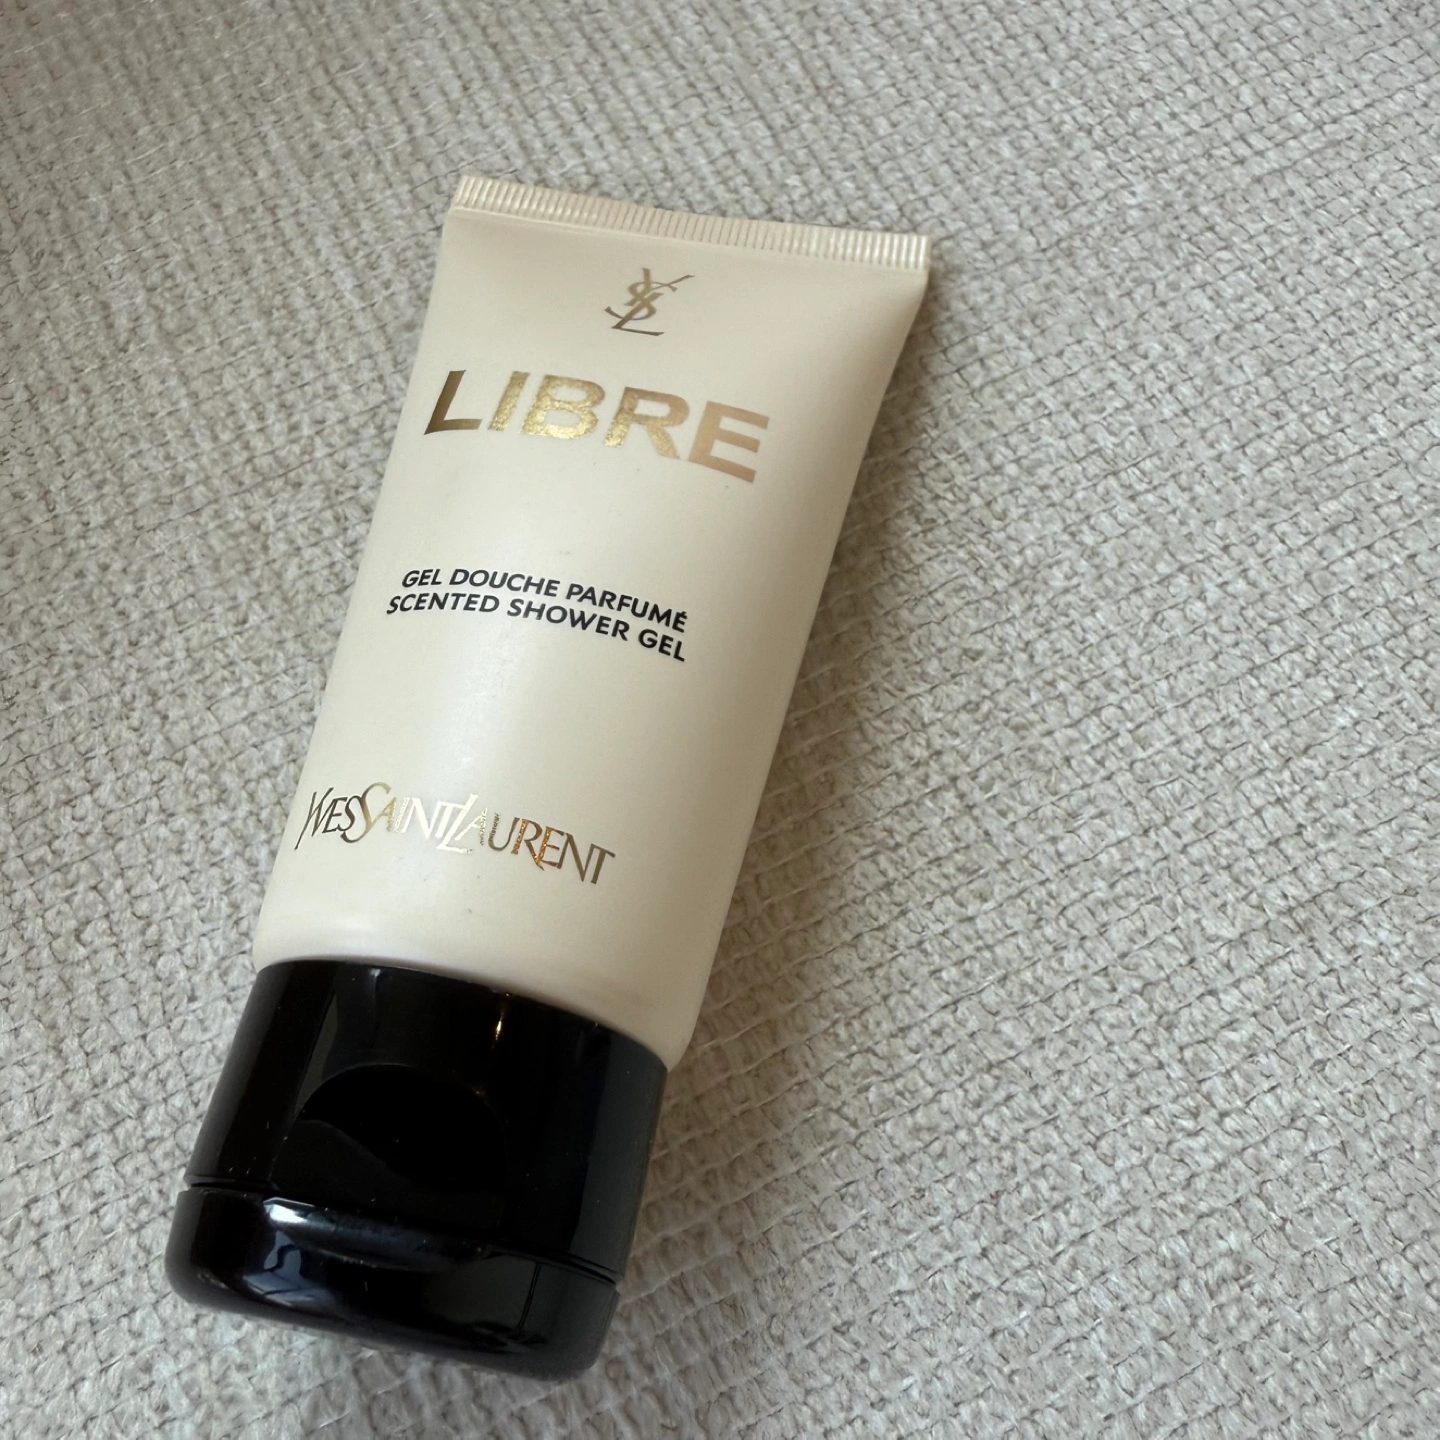 YSL
LIBRE
GEL DOUCHE PARFUMÉ
SCENTED SHOWER GEL
YVESSAINTLAURENT